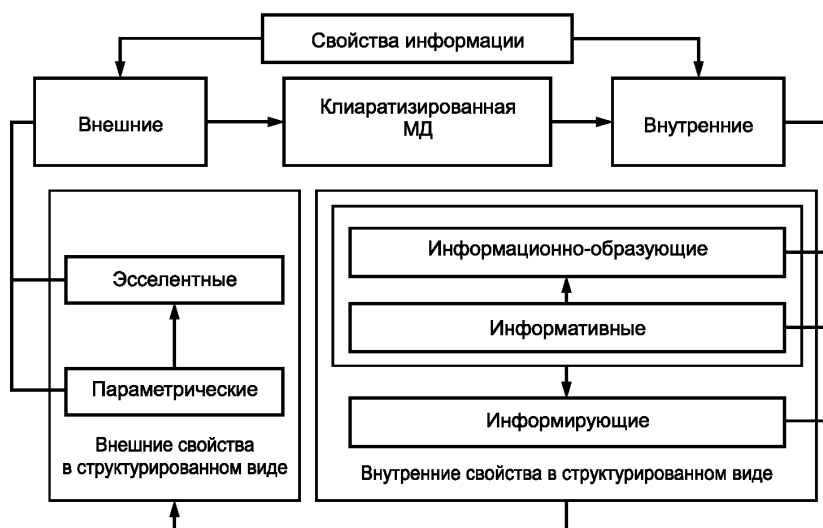 Свойства информации
Внешние
Клиаратизированная
МД
Внутренние
Эсселентные
Параметрические
Внешние свойства
в структурированном виде
Информационно-образующие
Информативные
Информирующие
Внутренние свойства в структурированном виде